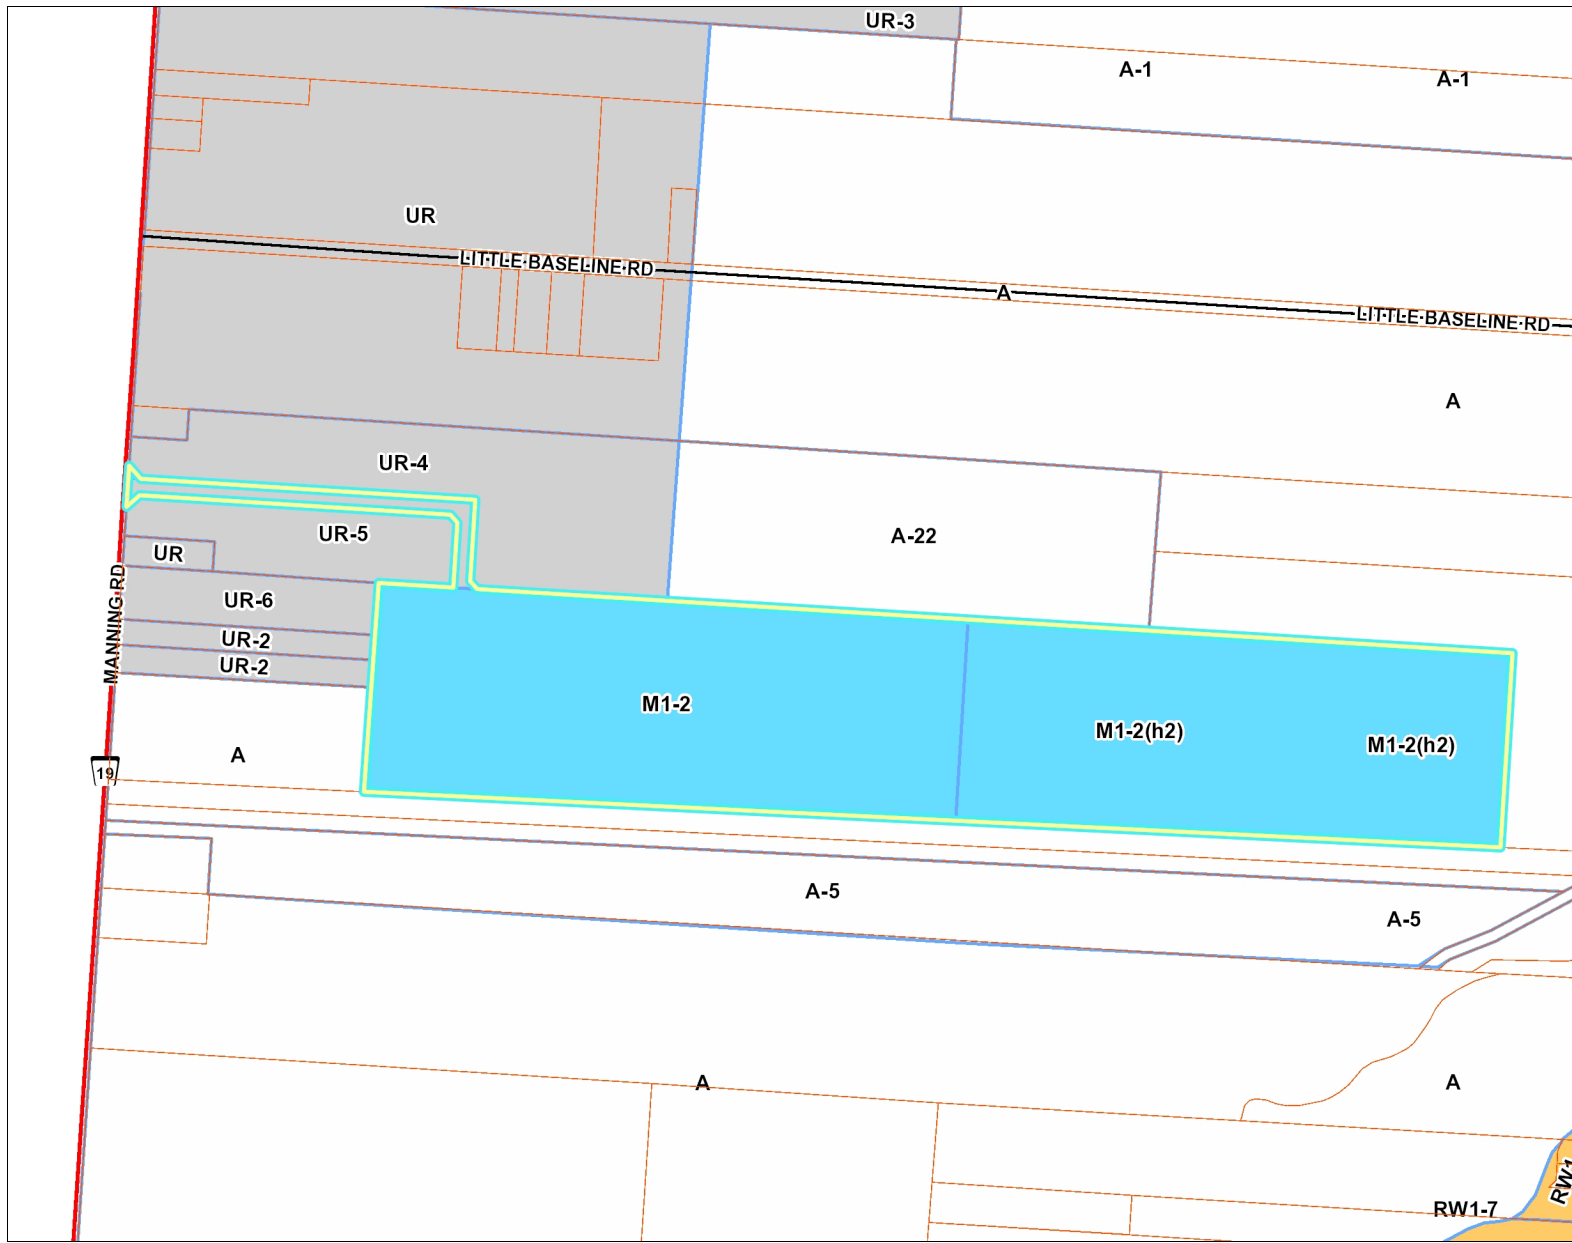 UR-3
A-1
A-1
UR
LITTLE BASELINE RD
A
LITTLE BASELINE RD
A
UR-4
UR-5
A-22
UR
MANNING RD
UR-6
UR-2
UR-2
M1-2
M1-2(h2)
M1-2(h2)
A
19
A-5
A-5
A
A
RW1-7
RW1